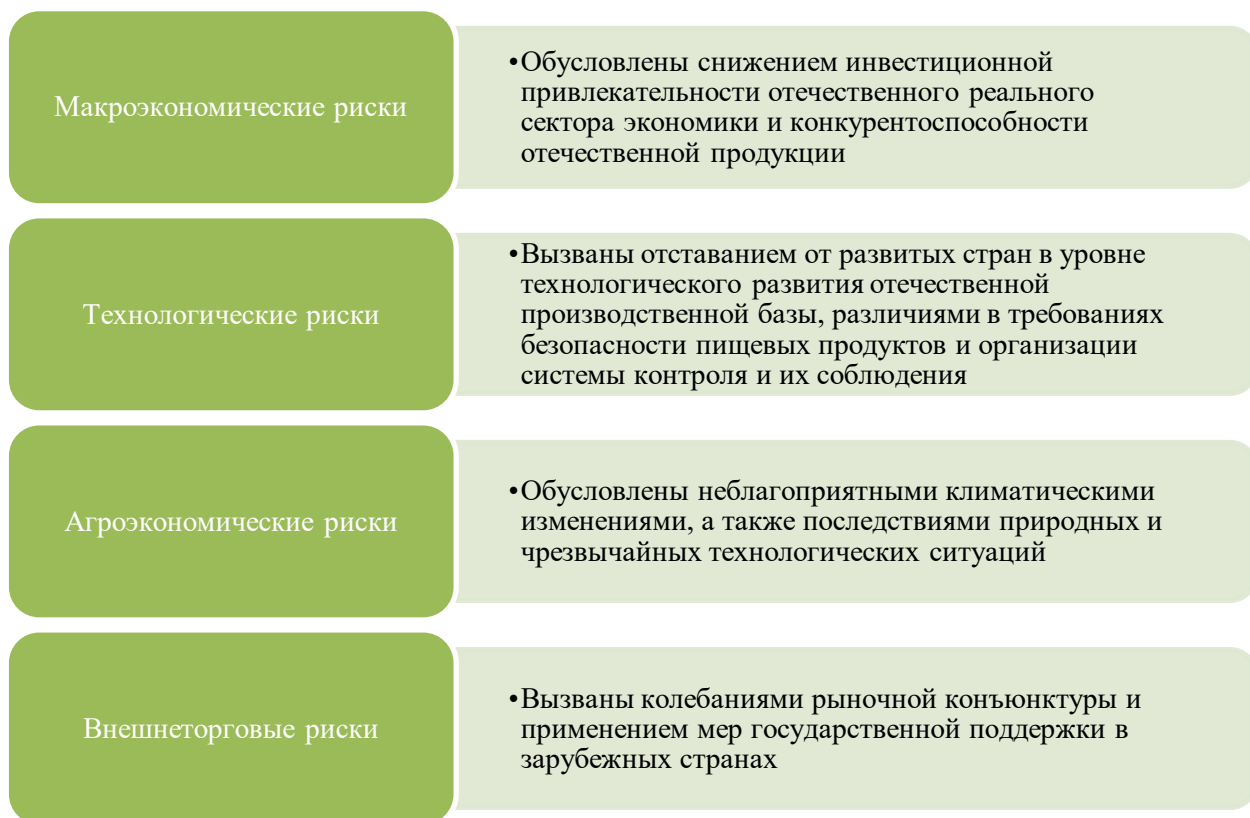 Макроэкономические риски
•Обусловлены снижением инвестиционной
привлекательности отечественного реального
сектора экономики и конкурентоспособности
отечественной продукции
Технологические риски
•Вызваны отставанием от развитых стран в уровне
технологического развития отечественной
производственной базы, различиями в требованиях
безопасности пищевых продуктов и организации
системы контроля и их соблюдения
Агроэкономические риски
•Обусловлены неблагоприятными климатическими
изменениями, а также последствиями природных и
чрезвычайных технологических ситуаций
Внешнеторговые риски
•Вызваны колебаниями рыночной конъюнктуры и
применением мер государственной поддержки в
зарубежных странах